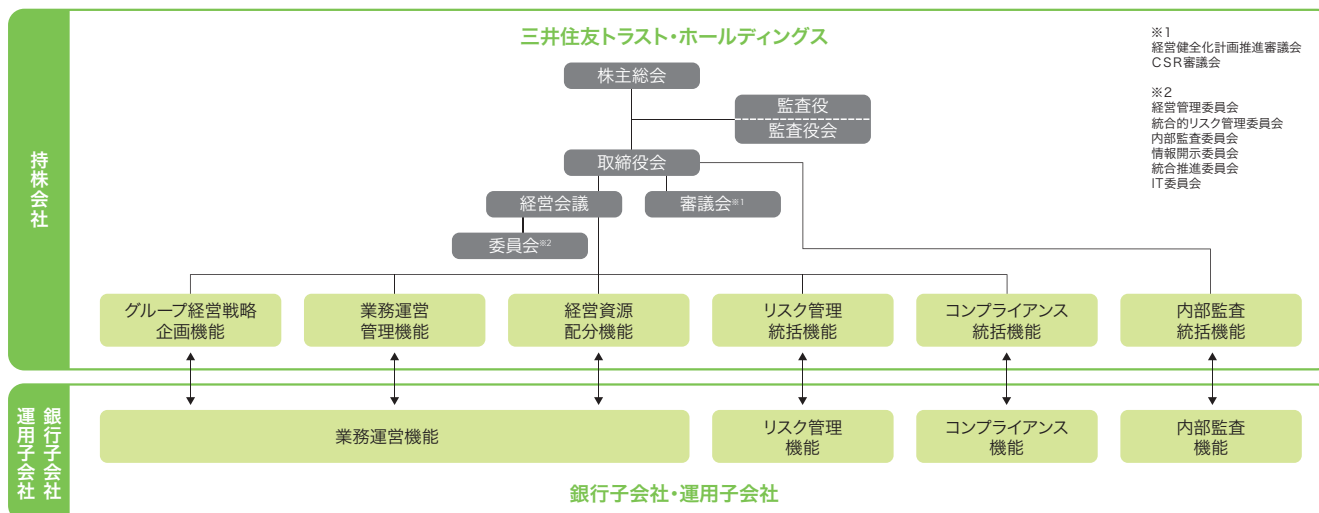 三井住友トラスト・ホールディングス
※1
経営健全化計画推進審議会
CSR審議会
※2
経営管理委員会
統合的リスク管理委員会
内部監査委員会
情報開示委員会
統合推進委員会
IT委員会
持株会社
株主総会
監査役
監査役会
取締役会
経営会議
審議会※1
委員会※2
グループ経営戦略
企画機能
業務運営
管理機能
経営資源
配分機能
リスク管理
統括機能
コンプライアンス
統括機能
内部監査
統括機能
銀行子会社
運用子会社
業務運営機能
リスク管理
機能
コンプライアンス
機能
内部監査
機能
銀行子会社・運用子会社